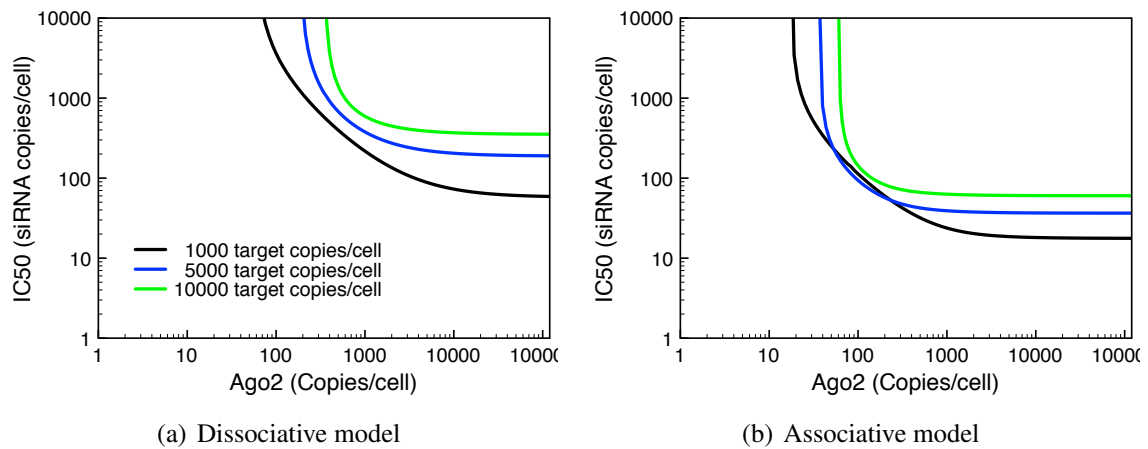 10000
1000
100
10
1
IC50 (siRNA copies/cell)
1000 target copies/cell
5000 target copies/cell
10000 target copies/cell
1 10 100 1000 10000 10000
Ago2 (Copies/cell)
(a) Dissociative model
10000
1000
100
10
1
IC50 (siRNA copies/cell)
1 10 100 1000 10000 10000
Ago2 (Copies/cell)
(b) Associative model